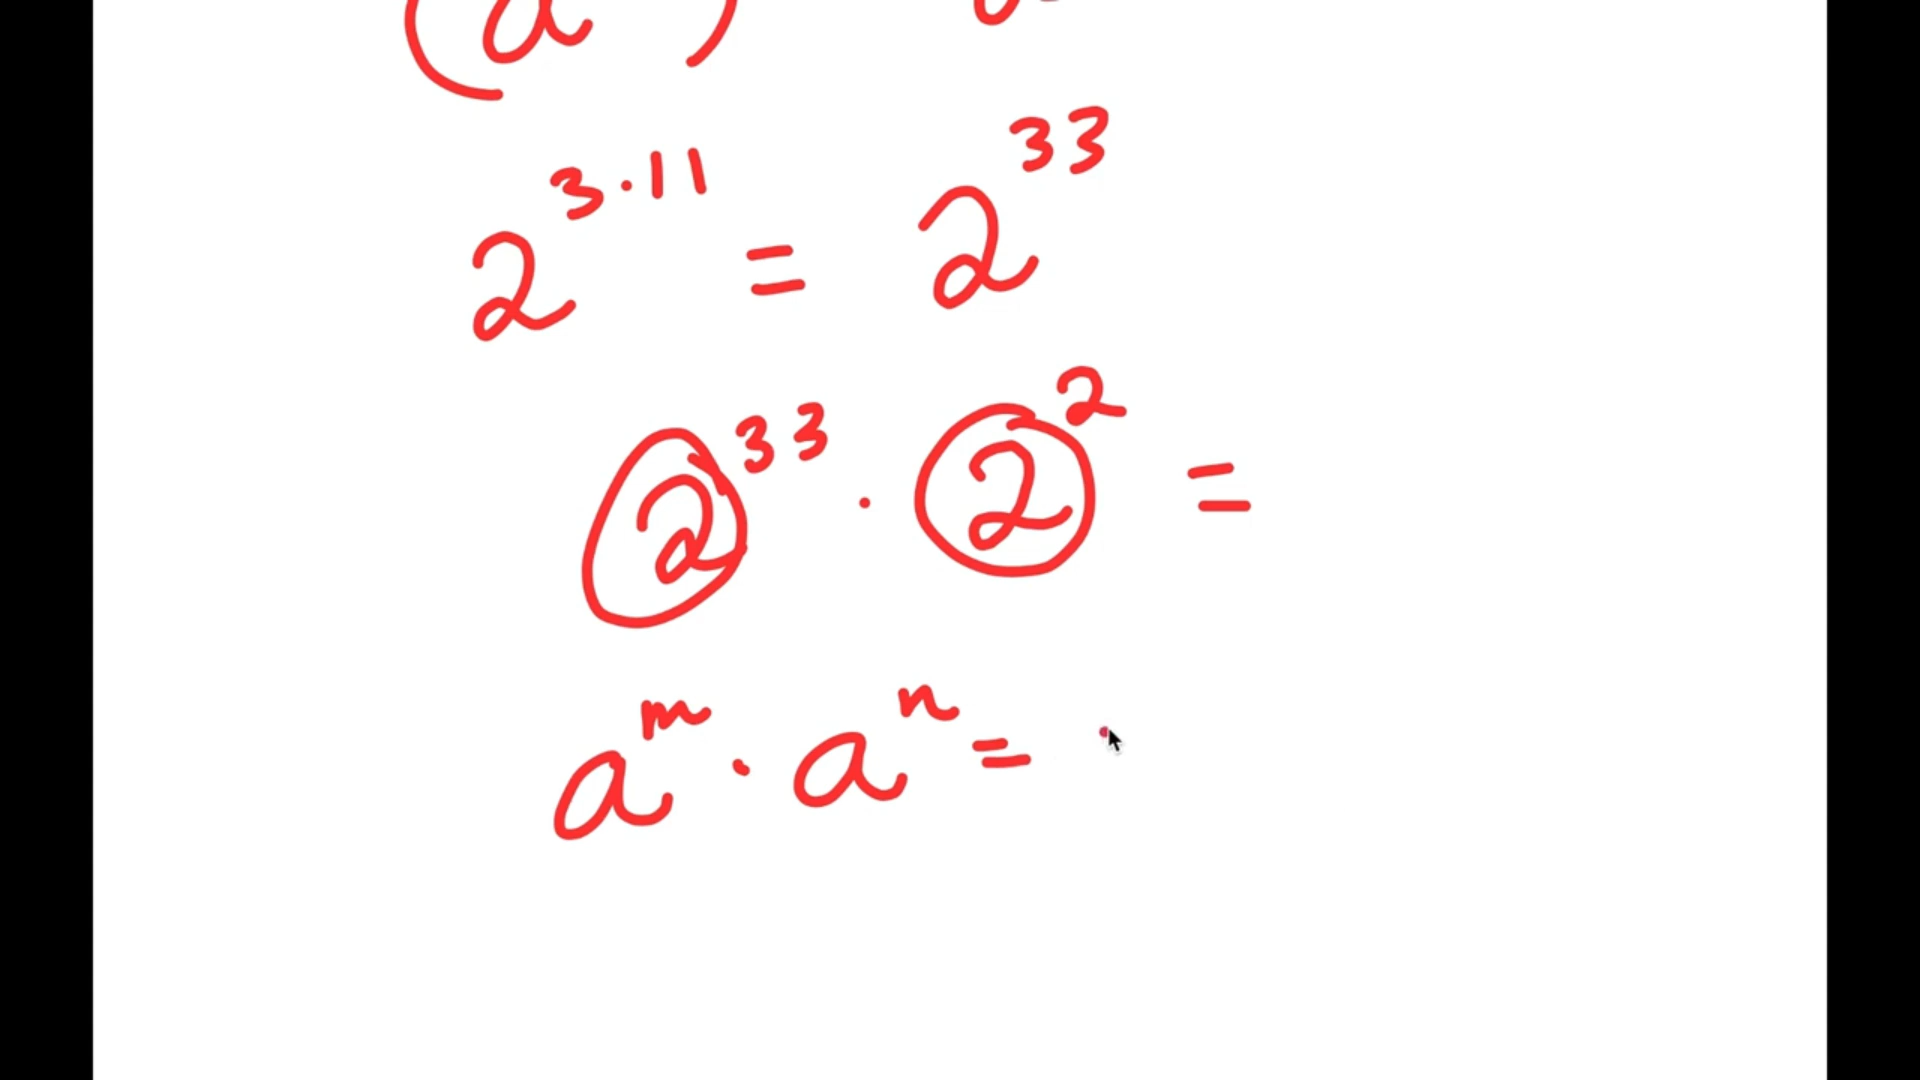 (a ) a
2^3·11 = 2^33
2^33 · 2^2 =
a^m · a^n =